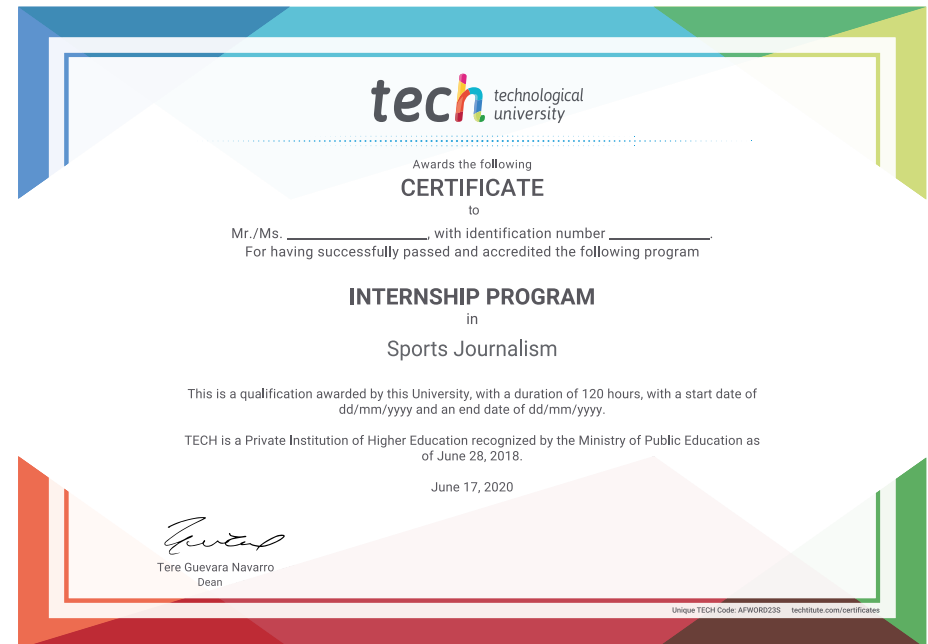 tech technological
university
Awards the following
CERTIFICATE
to
Mr./Ms. ____________________, with identification number ______________.
For having successfully passed and accredited the following program
INTERNSHIP PROGRAM
in
Sports Journalism
This is a qualification awarded by this University, with a duration of 120 hours, with a start date of
dd/mm/yyyy and an end date of dd/mm/yyyy.
TECH is a Private Institution of Higher Education recognized by the Ministry of Public Education as
of June 28, 2018.
June 17, 2020
Tere Guevara Navarro
Dean
Unique TECH Code: AFWORD23S techtitute.com/certificates